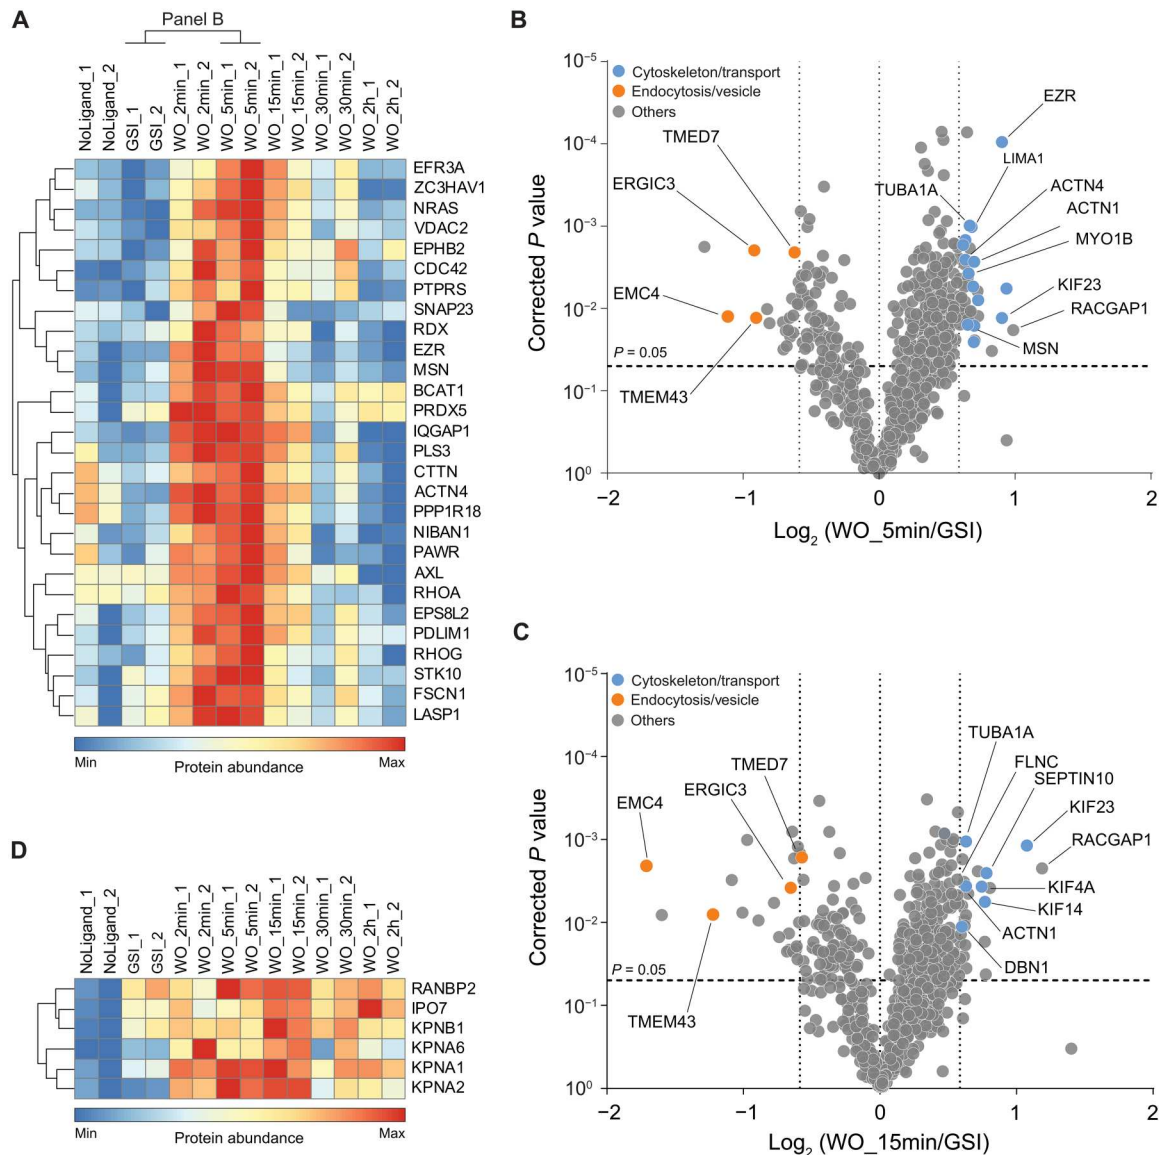 A
Panel B
NoLigand_1
NoLigand_2
GSI_1
GSI_2
WO_2min_1
WO_2min_2
WO_5min_1
WO_5min_2
WO_15min_1
WO_15min_2
WO_30min_1
WO_30min_2
WO_2h_1
WO_2h_2
EFR3A
ZC3HAV1
NRAS
VDAC2
EPHB2
CDC42
PTPRS
SNAP23
RDX
EZR
MSN
BCAT1
PRDX5
IQGAP1
PLS3
CTTN
ACTN4
PPP1R18
NIBAN1
PAWR
AXL
RHOA
EPS8L2
PDLIM1
RHOG
STK10
FSCN1
LASP1
Min
Protein abundance
Max
B
Corrected P value
10⁻⁵
10⁻⁴
10⁻³
10⁻²
10⁻¹
10⁰
Cytoskeleton/transport
Endocytosis/vesicle
Others
TMED7
ERGIC3
EMC4
TMEM43
P = 0.05
EZR
LIMA1
TUBA1A
ACTN4
ACTN1
MYO1B
KIF23
RACGAP1
MSN
−2
−1
0
1
2
Log₂ (WO_5min/GSI)
C
Corrected P value
10⁻⁵
10⁻⁴
10⁻³
10⁻²
10⁻¹
10⁰
Cytoskeleton/transport
Endocytosis/vesicle
Others
TMED7
ERGIC3
EMC4
TMEM43
P = 0.05
TUBA1A
FLNC
SEPTIN10
KIF23
RACGAP1
KIF4A
KIF14
ACTN1
DBN1
−2
−1
0
1
2
Log₂ (WO_15min/GSI)
D
NoLigand_1
NoLigand_2
GSI_1
GSI_2
WO_2min_1
WO_2min_2
WO_5min_1
WO_5min_2
WO_15min_1
WO_15min_2
WO_30min_1
WO_30min_2
WO_2h_1
WO_2h_2
RANBP2
IPO7
KPNB1
KPNA6
KPNA1
KPNA2
Min
Protein abundance
Max